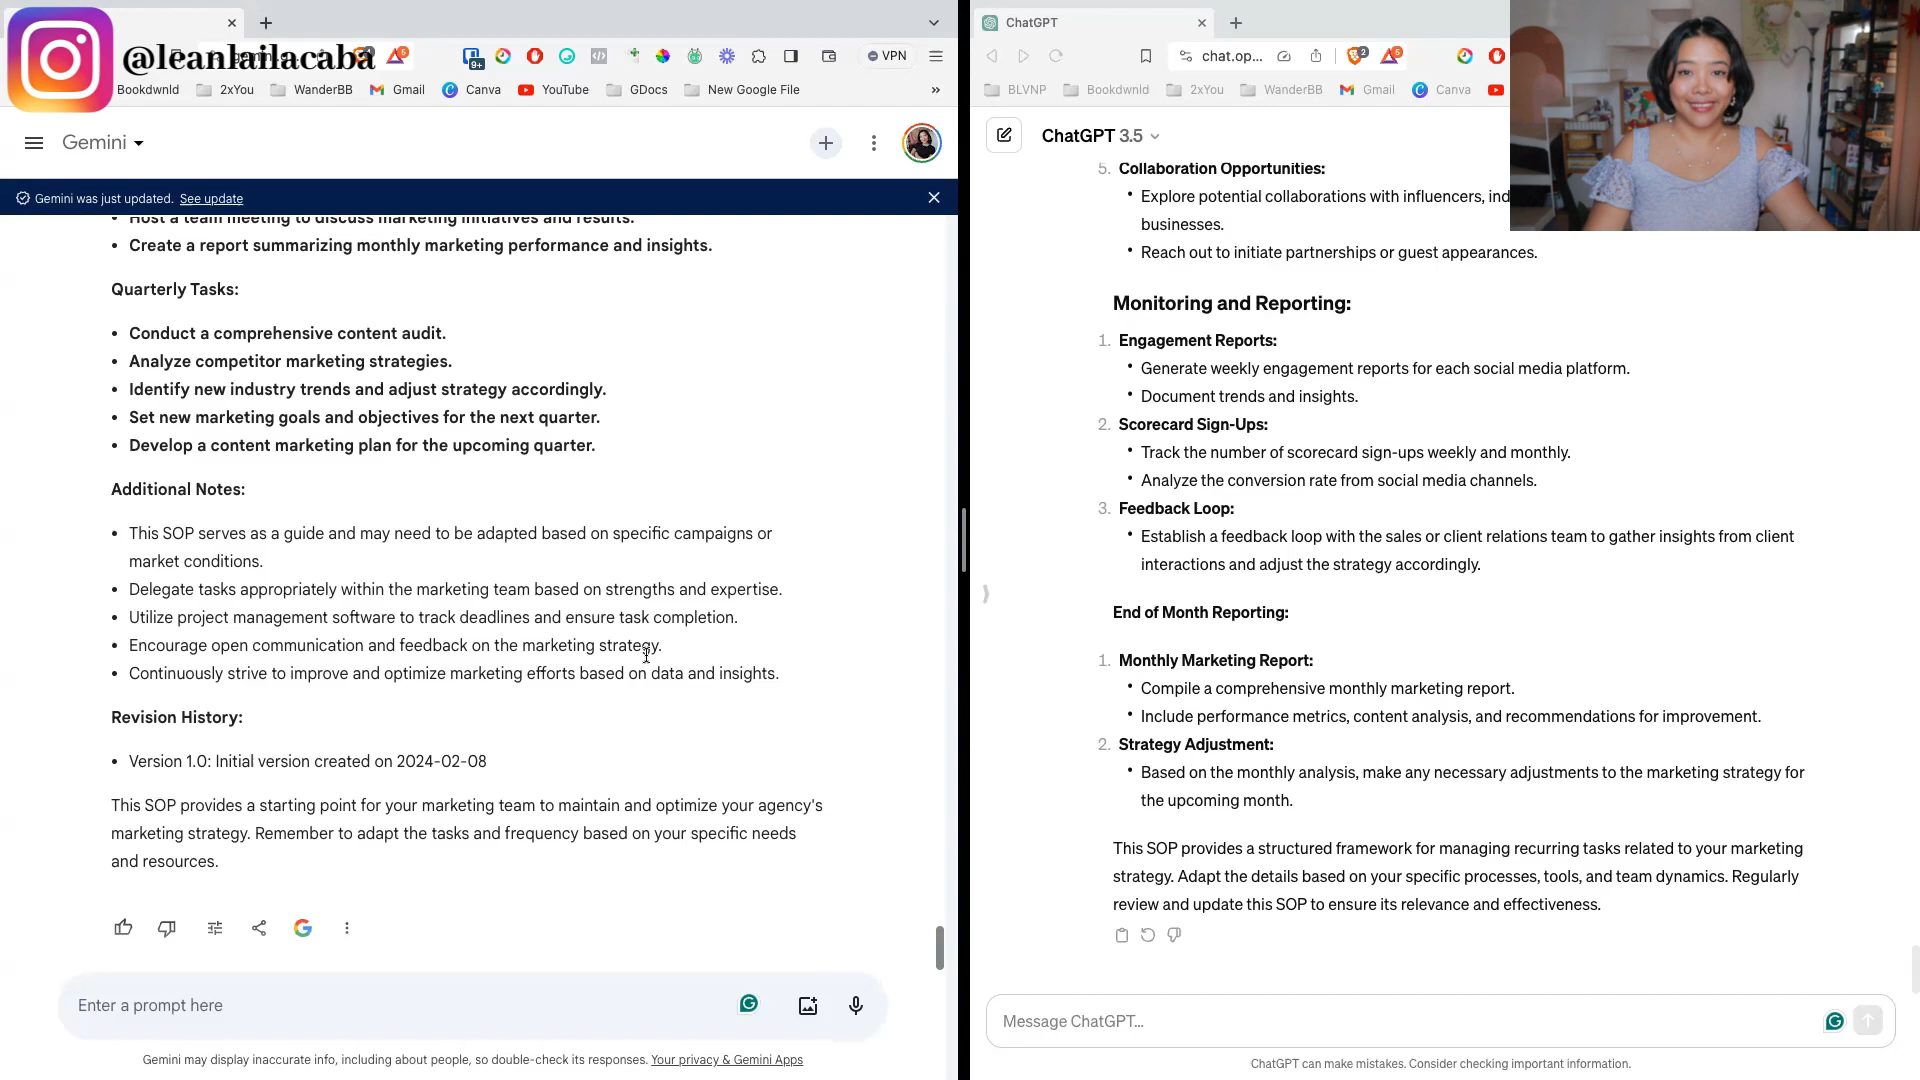 @leanlailacaba
9+
5
VPN
Bookdwnld
2xYou
WanderBB
Gmail
Canva
YouTube
GDocs
New Google File
»
Gemini
Gemini was just updated. See update
• Host a team meeting to discuss marketing initiatives and results.
• Create a report summarizing monthly marketing performance and insights.
Quarterly Tasks:
• Conduct a comprehensive content audit.
• Analyze competitor marketing strategies.
• Identify new industry trends and adjust strategy accordingly.
• Set new marketing goals and objectives for the next quarter.
• Develop a content marketing plan for the upcoming quarter.
Additional Notes:
• This SOP serves as a guide and may need to be adapted based on specific campaigns or
market conditions.
• Delegate tasks appropriately within the marketing team based on strengths and expertise.
• Utilize project management software to track deadlines and ensure task completion.
• Encourage open communication and feedback on the marketing strategy.
• Continuously strive to improve and optimize marketing efforts based on data and insights.
Revision History:
• Version 1.0: Initial version created on 2024-02-08
This SOP provides a starting point for your marketing team to maintain and optimize your agency's
marketing strategy. Remember to adapt the tasks and frequency based on your specific needs
and resources.
Enter a prompt here
Gemini may display inaccurate info, including about people, so double-check its responses. Your privacy & Gemini Apps
ChatGPT
chat.op...
2
5
BLVNP
Bookdwnld
2xYou
WanderBB
Gmail
Canva
ChatGPT 3.5
5. Collaboration Opportunities:
• Explore potential collaborations with influencers, ind
businesses.
• Reach out to initiate partnerships or guest appearances.
Monitoring and Reporting:
1. Engagement Reports:
• Generate weekly engagement reports for each social media platform.
• Document trends and insights.
2. Scorecard Sign-Ups:
• Track the number of scorecard sign-ups weekly and monthly.
• Analyze the conversion rate from social media channels.
3. Feedback Loop:
• Establish a feedback loop with the sales or client relations team to gather insights from client
interactions and adjust the strategy accordingly.
End of Month Reporting:
1. Monthly Marketing Report:
• Compile a comprehensive monthly marketing report.
• Include performance metrics, content analysis, and recommendations for improvement.
2. Strategy Adjustment:
• Based on the monthly analysis, make any necessary adjustments to the marketing strategy for
the upcoming month.
This SOP provides a structured framework for managing recurring tasks related to your marketing
strategy. Adapt the details based on your specific processes, tools, and team dynamics. Regularly
review and update this SOP to ensure its relevance and effectiveness.
Message ChatGPT...
ChatGPT can make mistakes. Consider checking important information.